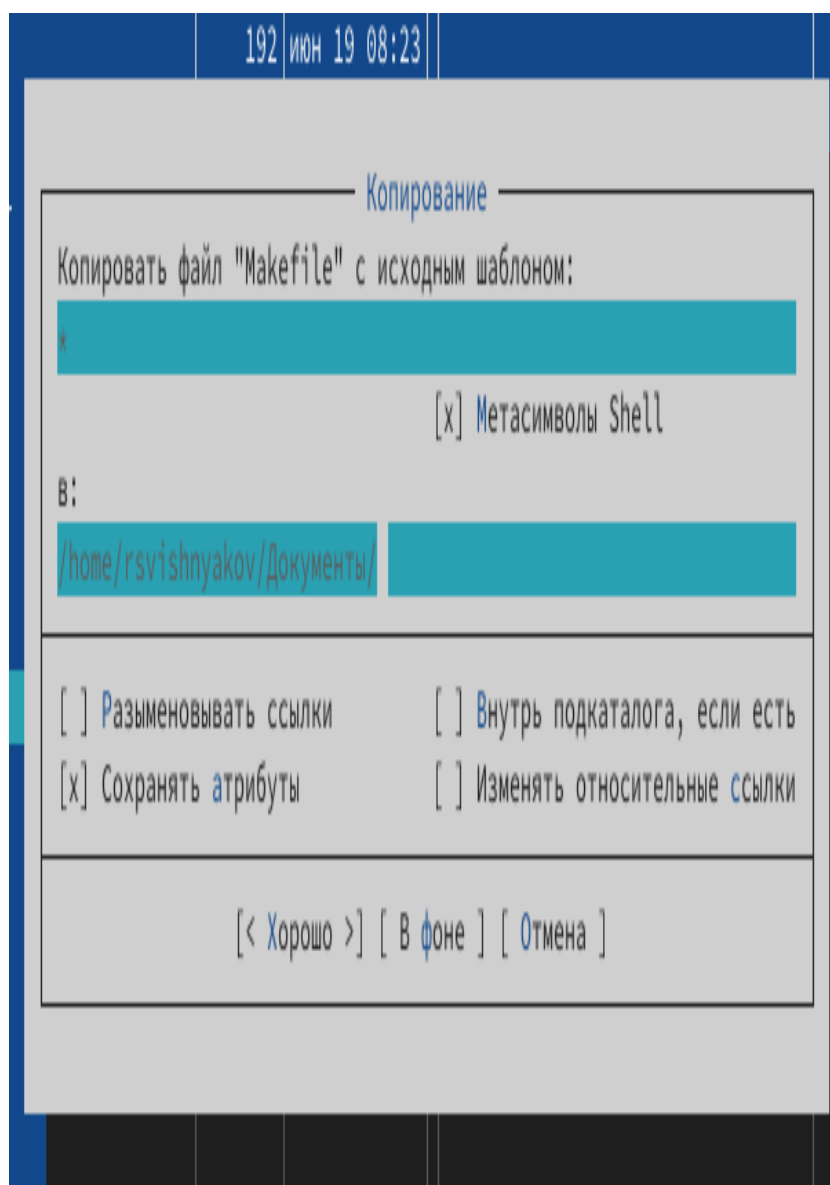 192 июн 19 08:23
Копирование
Копировать файл "Makefile" с исходным шаблоном:
*
[x] Метасимволы Shell
в:
/home/rsvishnyakov/Документы/
[ ] Разыменовывать ссылки [ ] Внутрь подкаталога, если есть
[x] Сохранять атрибуты [ ] Изменять относительные ссылки
[< Хорошо >] [ В фоне ] [ Отмена ]